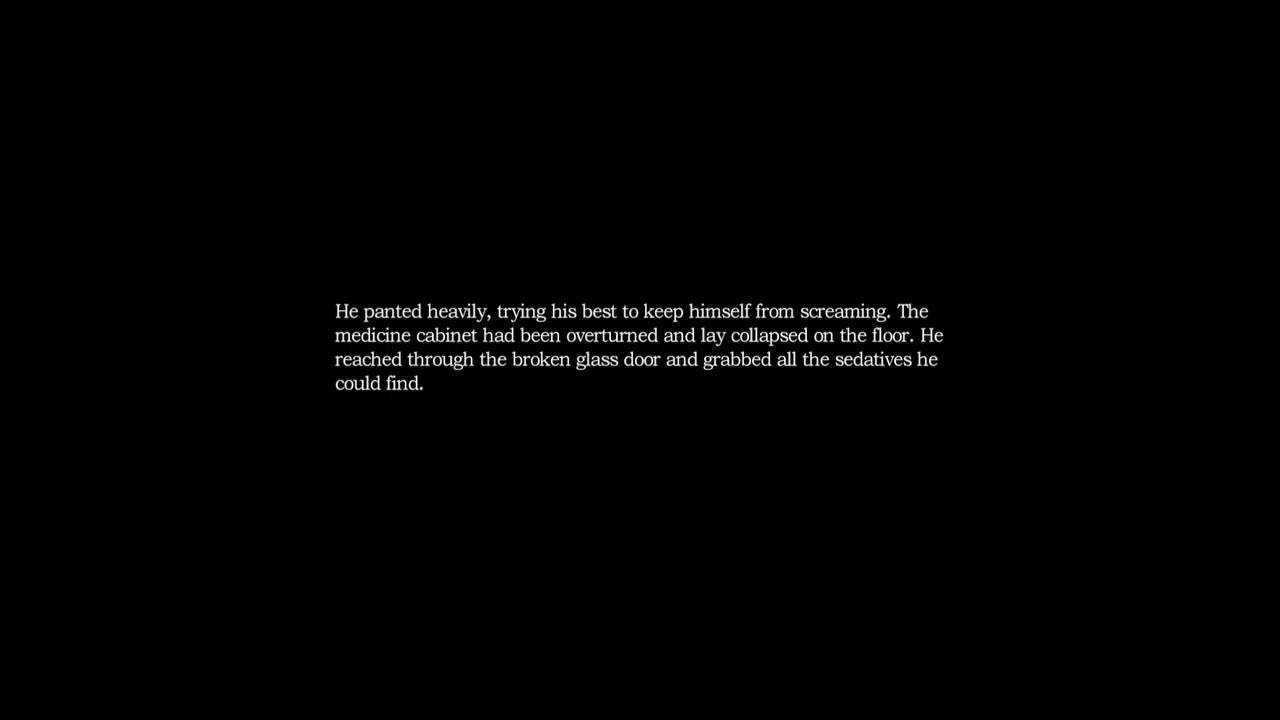 He panted heavily, trying his best to keep himself from screaming. The
medicine cabinet had been overturned and lay collapsed on the floor. He
reached through the broken glass door and grabbed all the sedatives he
could find.